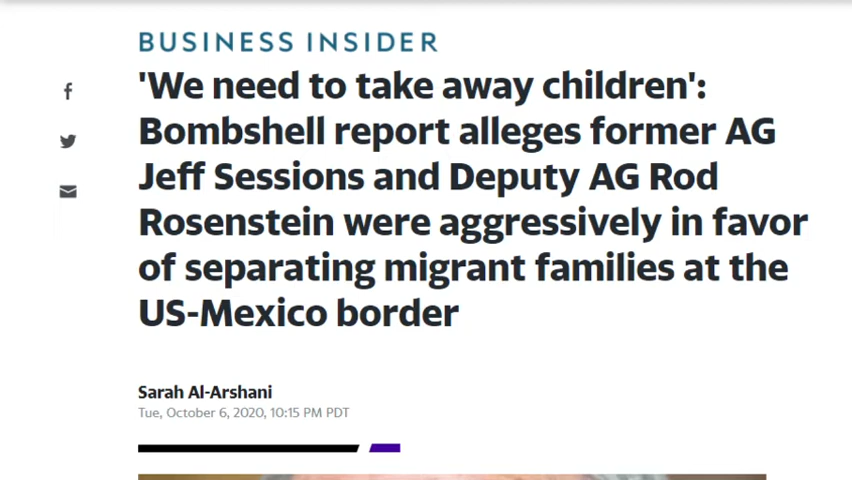 BUSINESS INSIDER
'We need to take away children':
Bombshell report alleges former AG
Jeff Sessions and Deputy AG Rod
Rosenstein were aggressively in favor
of separating migrant families at the
US-Mexico border
Sarah Al-Arshani
Tue, October 6, 2020, 10:15 PM PDT